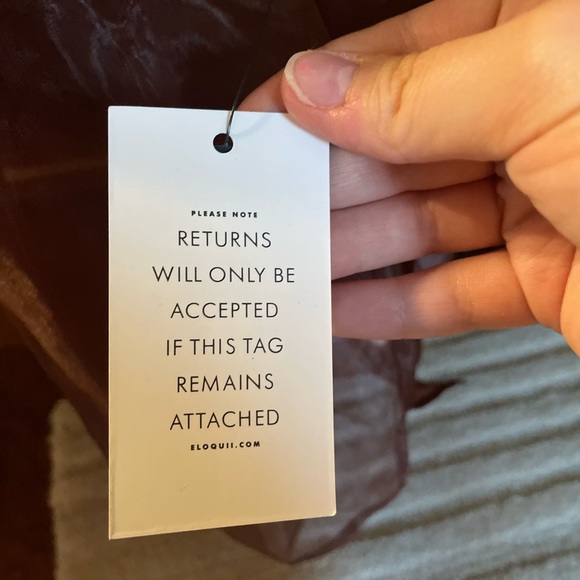 PLEASE NOTE
RETURNS
WILL ONLY BE
ACCEPTED
IF THIS TAG
REMAINS
ATTACHED
ELOQUII.COM